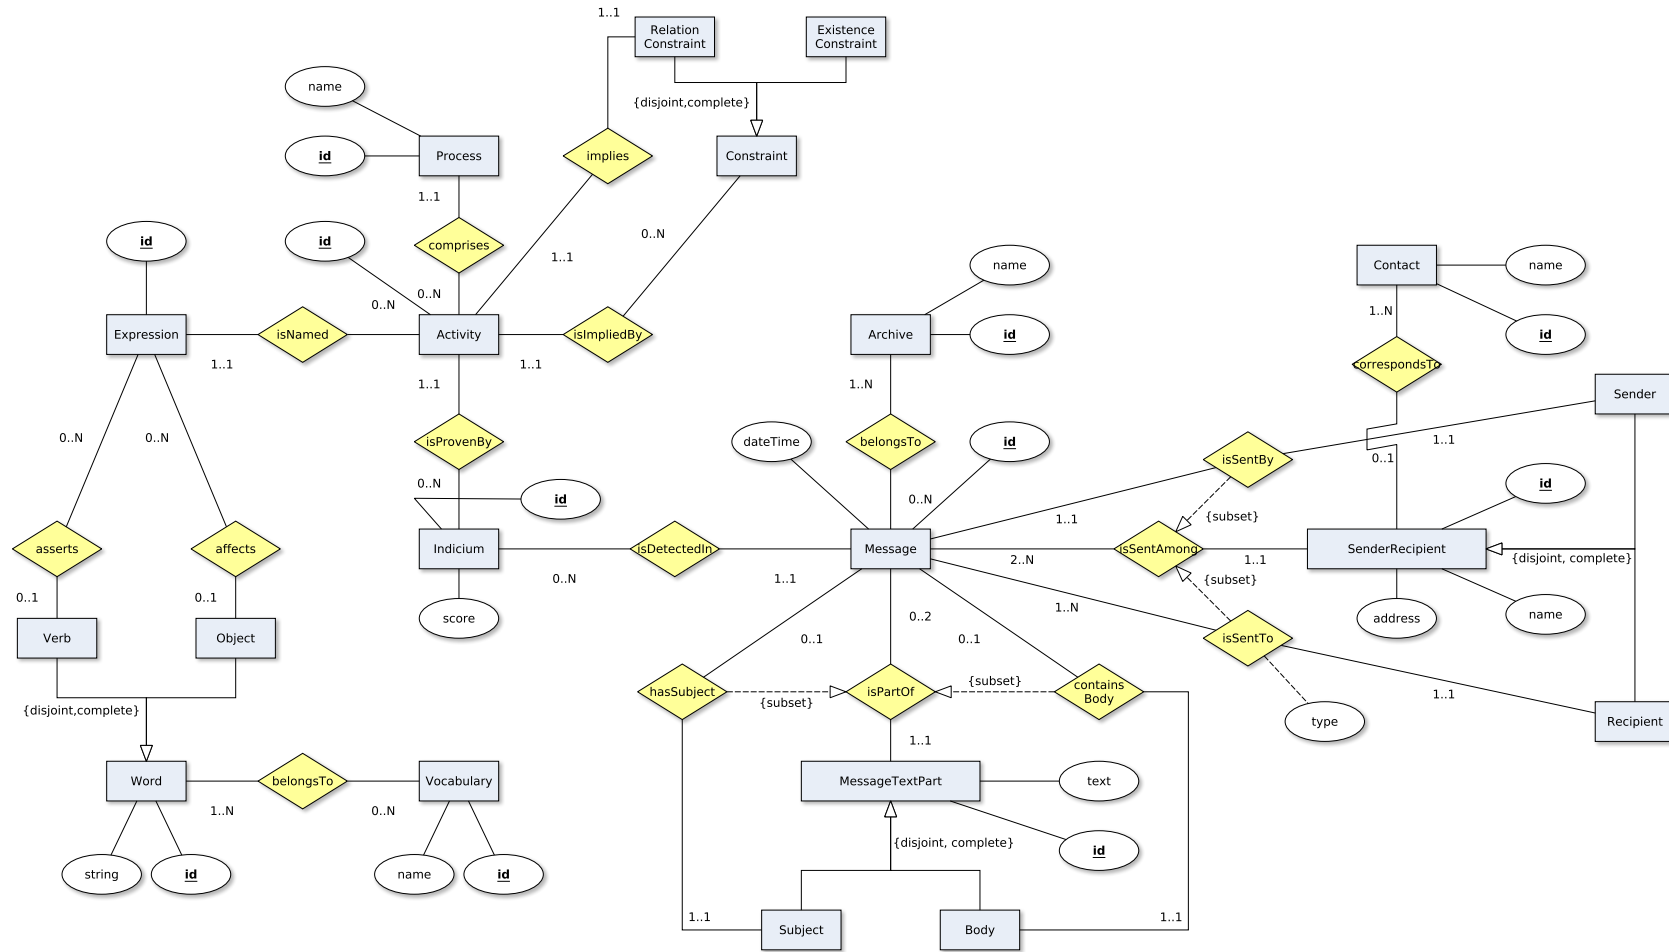 1..1
Relation
Constraint
Existence
Constraint
name
{disjoint,complete}
id
Process
implies
Constraint
1..1
id
id
comprises
0..N
1..1
Contact
name
Archive
name
0..N
0..N
1..N
Expression
isNamed
Activity
isImpliedBy
Archive
id
id
1..1
1..1
1..1
correspondsTo
1..N
Sender
0..N
0..N
isProvenBy
dateTime
belongsTo
id
isSentBy
1..1
0..1
0..N
id
0..N
id
1..1
{subset}
asserts
affects
Indicium
isDetectedIn
Message
isSentAmong
SenderRecipient
{disjoint, complete}
0..N
1..1
2..N
1..1
{subset}
0..1
0..1
score
0..2
1..N
address
name
Verb
Object
0..1
0..1
isSentTo
hasSubject
{subset}
isPartOf
{subset}
contains
Body
1..1
{disjoint,complete}
type
Recipient
1..1
Word
belongsTo
Vocabulary
MessageTextPart
text
1..N
0..N
{disjoint, complete}
id
string
id
name
id
1..1
1..1
Subject
Body